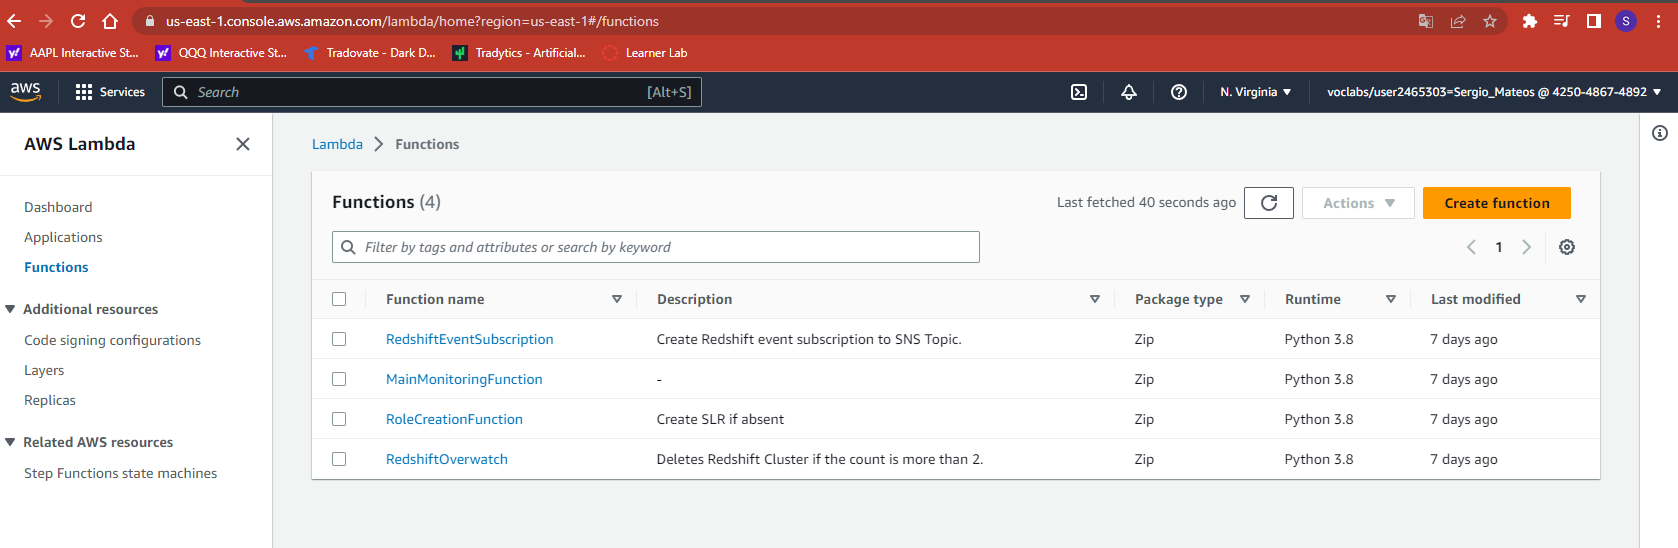 us-east-1.console.aws.amazon.com/lambda/home?region=us-east-1#/functions
S
AAPL Interactive St... QQQ Interactive St... Tradovate - Dark D... Tradytics - Artificial... Learner Lab
aws Services Search [Alt+S] N. Virginia voclabs/user2465303=Sergio_Mateos @ 4250-4867-4892
AWS Lambda
Dashboard
Applications
Functions
Additional resources
Code signing configurations
Layers
Replicas
Related AWS resources
Step Functions state machines
Lambda > Functions
Functions (4) Last fetched 40 seconds ago Actions Create function
Filter by tags and attributes or search by keyword 1
Function name Description Package type Runtime Last modified
RedshiftEventSubscription Create Redshift event subscription to SNS Topic. Zip Python 3.8 7 days ago
MainMonitoringFunction - Zip Python 3.8 7 days ago
RoleCreationFunction Create SLR if absent Zip Python 3.8 7 days ago
RedshiftOverwatch Deletes Redshift Cluster if the count is more than 2. Zip Python 3.8 7 days ago